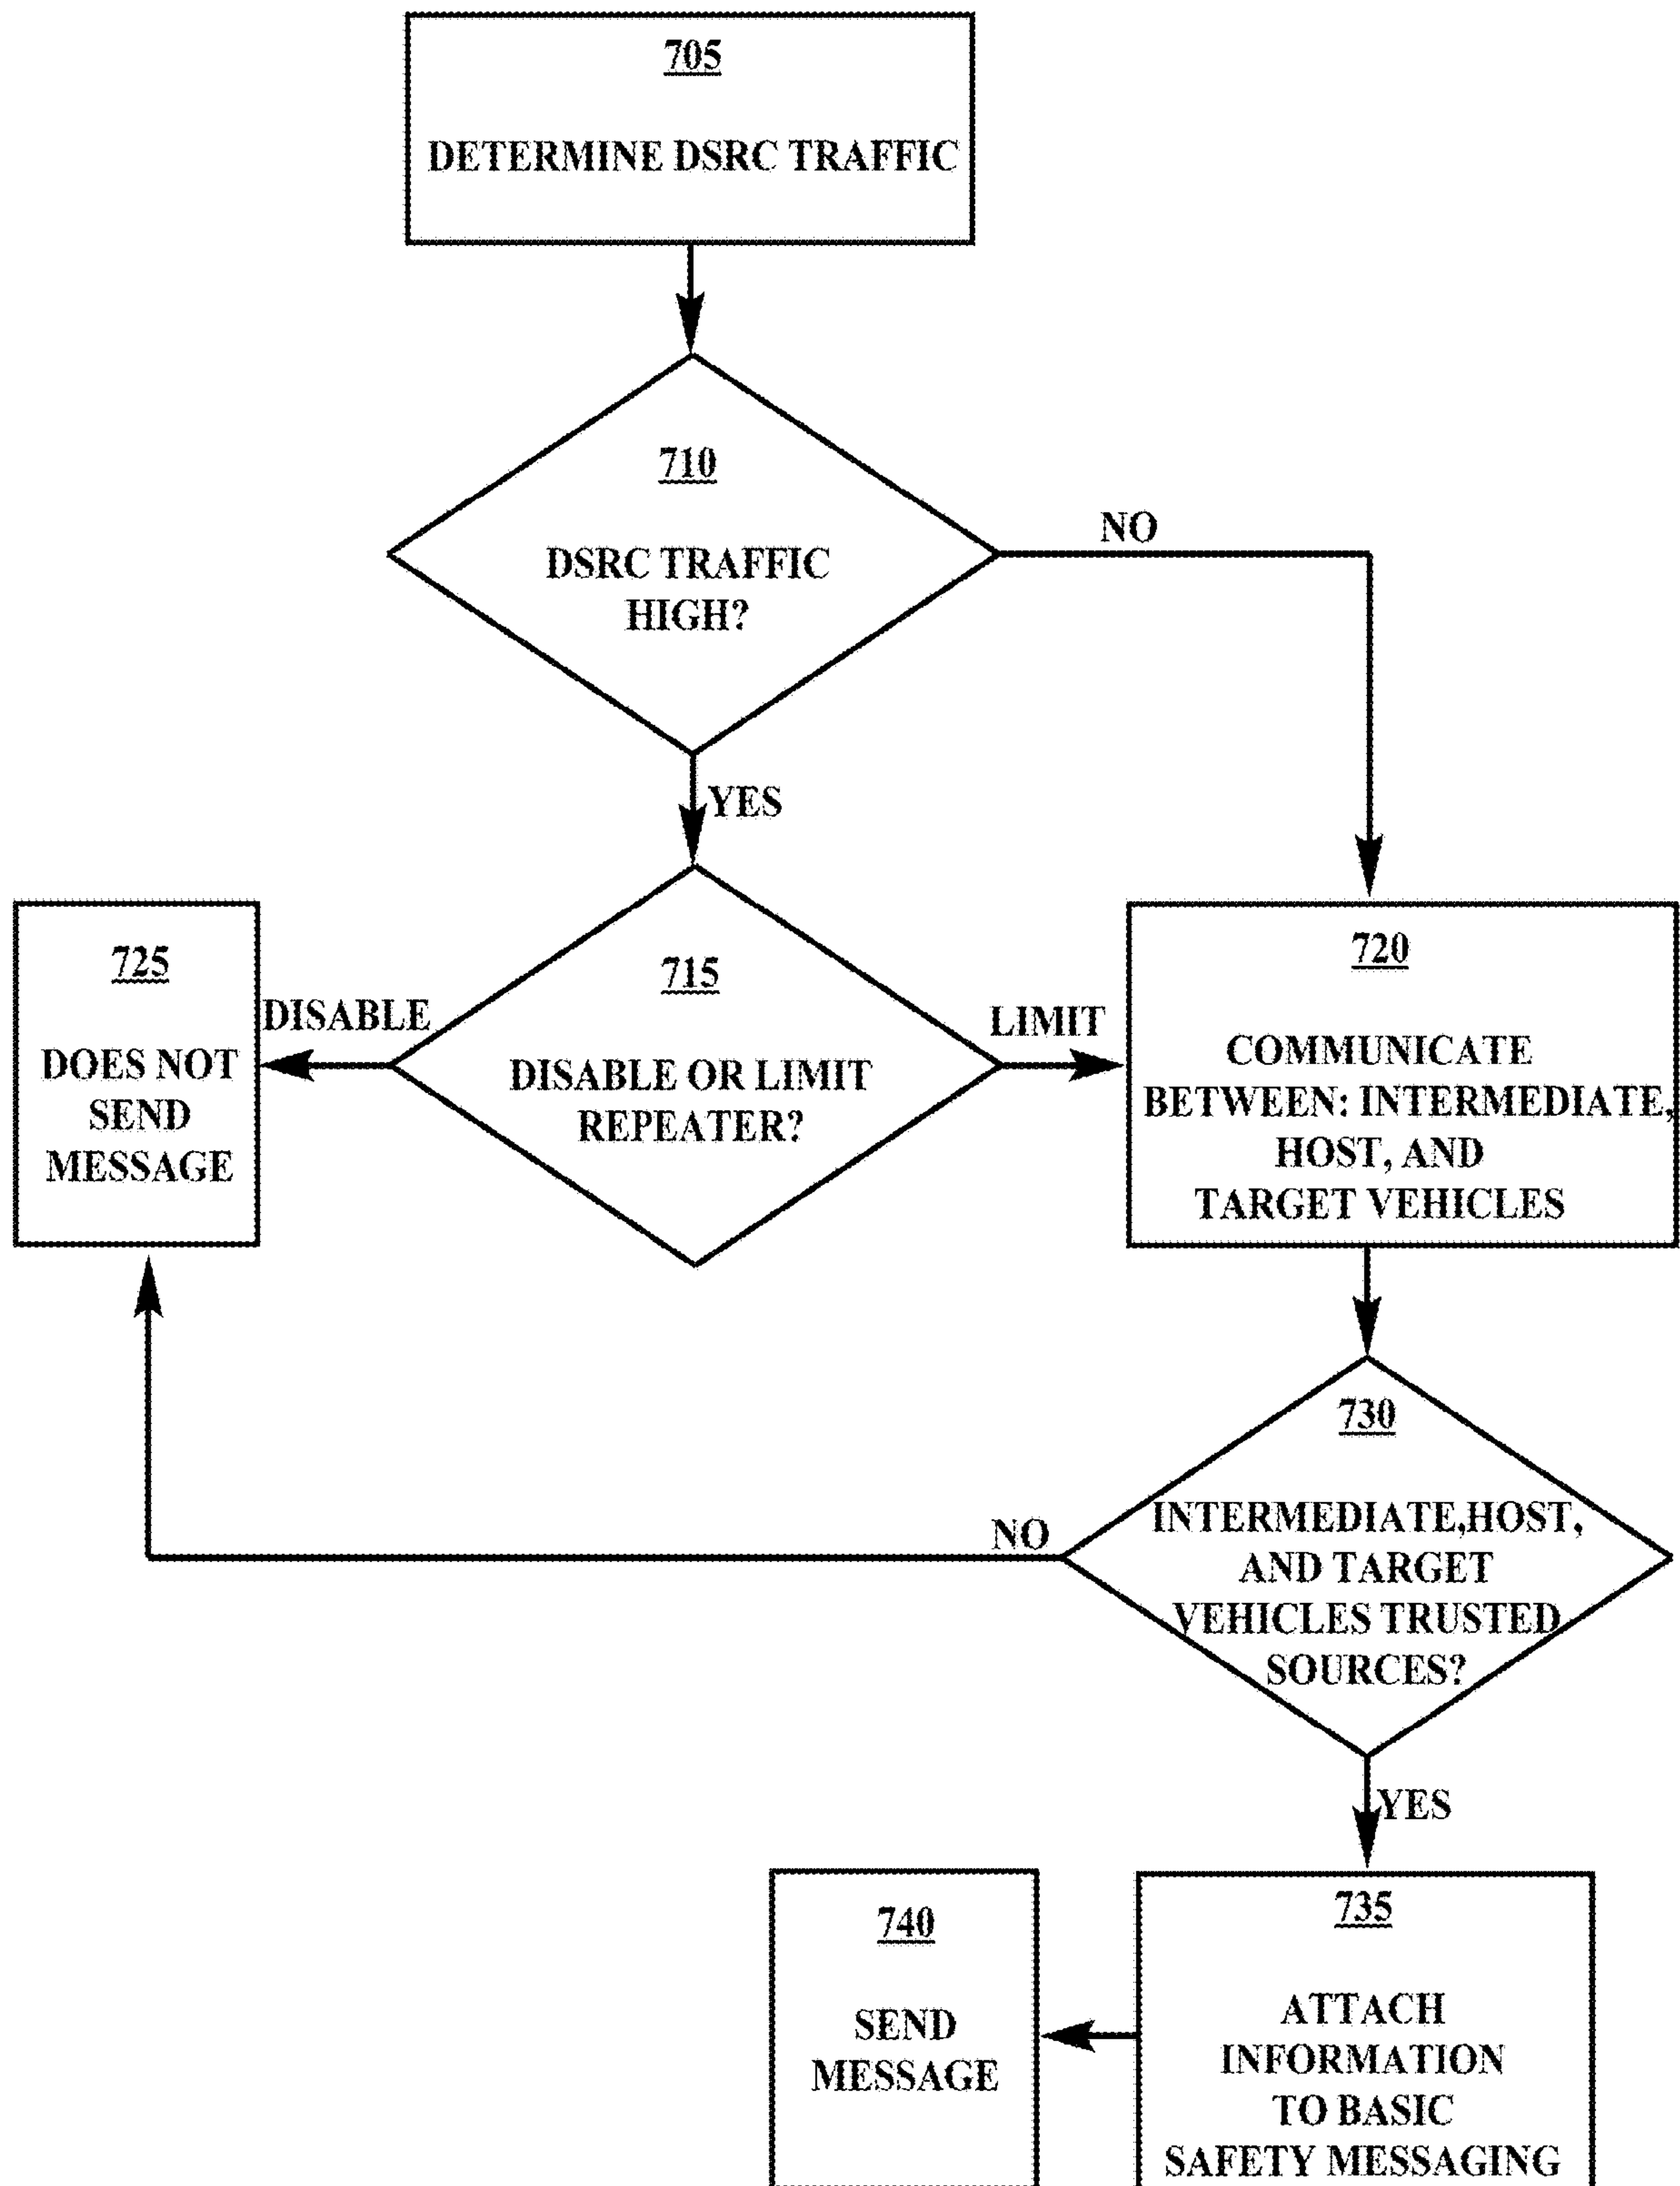 705
DETERMINE DSRC TRAFFIC
710
DSRC TRAFFIC
HIGH?
NO
YES
725
DOES NOT
SEND
MESSAGE
DISABLE
715
DISABLE OR LIMIT
REPEATER?
LIMIT
720
COMMUNICATE
BETWEEN: INTERMEDIATE,
HOST, AND
TARGET VEHICLES
730
INTERMEDIATE,HOST,
AND TARGET
VEHICLES TRUSTED
SOURCES?
NO
YES
740
SEND
MESSAGE
735
ATTACH
INFORMATION
TO BASIC
SAFETY MESSAGING